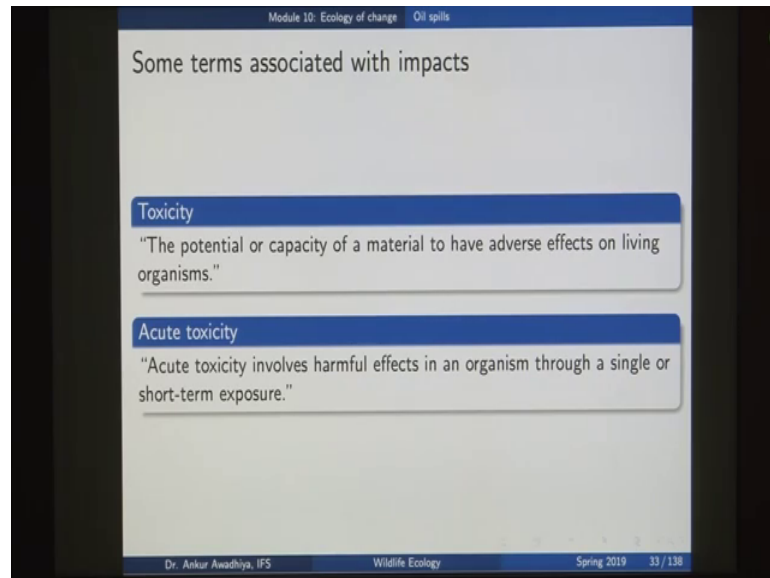 Module 10: Ecology of change Oil spills
Some terms associated with impacts
Toxicity
“The potential or capacity of a material to have adverse effects on living
organisms.”
Acute toxicity
“Acute toxicity involves harmful effects in an organism through a single or
short-term exposure.”
Dr. Ankur Awadhiya, IFS Wildlife Ecology Spring 2019 33 / 138